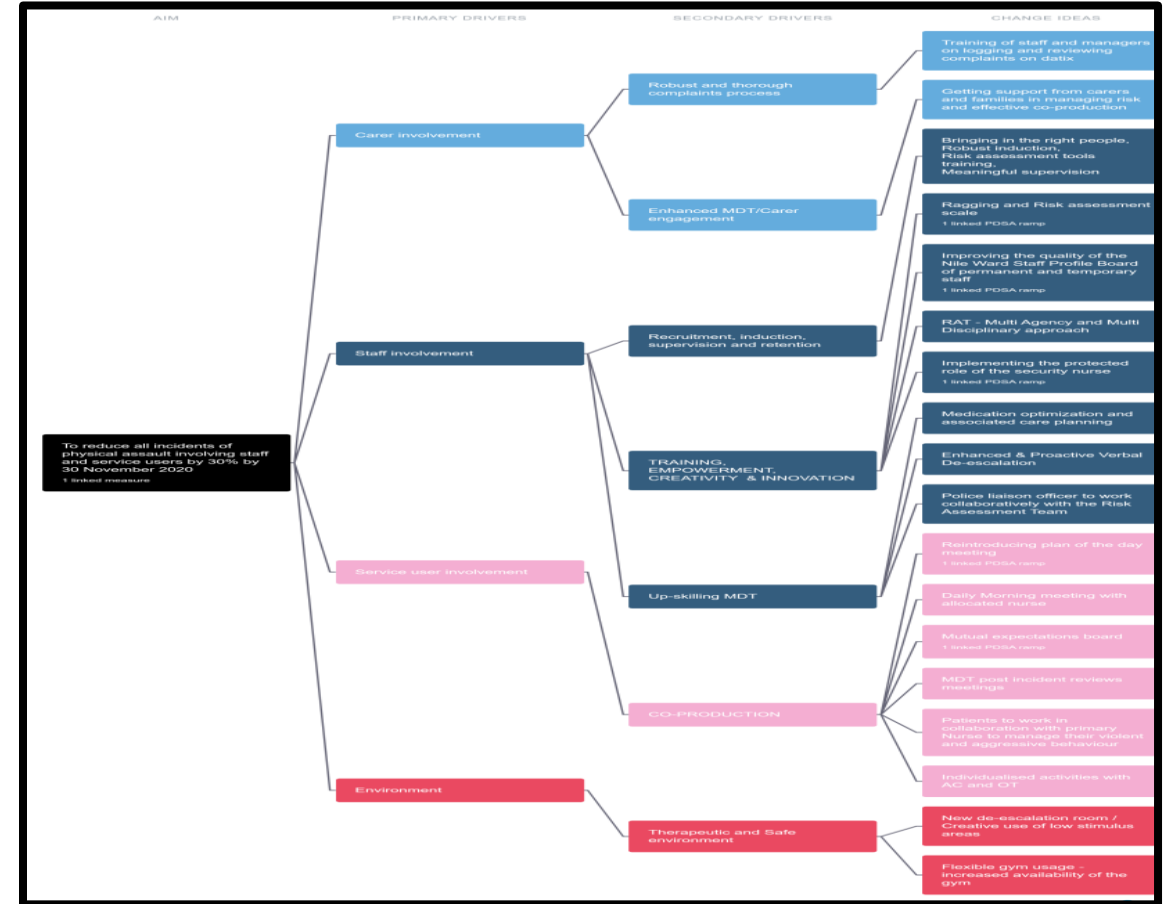 AIM
PRIMARY DRIVERS
SECONDARY DRIVERS
CHANGE IDEAS
To reduce all incidents of
physical assault involving staff
and service users by 30% by
30 November 2020
1 linked measure
Carer involvement
Staff involvement
Service user involvement
Environment
Robust and thorough
complaints process
Enhanced MDT/Carer
engagement
Recruitment, induction,
supervision and retention
TRAINING,
EMPOWERMENT,
CREATIVITY & INNOVATION
Up-skilling MDT
CO-PRODUCTION
Therapeutic and Safe
environment
Training of staff and managers
on logging and reviewing
complaints on datix
Getting support from carers
and families in managing risk
and effective co-production
Bringing in the right people,
Robust induction,
Risk assessment tools
training,
Meaningful supervision
Ragging and Risk assessment
scale
1 linked PDSA ramp
Improving the quality of the
Nile Ward Staff Profile Board
of permanent and temporary
staff
1 linked PDSA ramp
RAT - Multi Agency and Multi
Disciplinary approach
Implementing the protected
role of the security nurse
1 linked PDSA ramp
Medication optimization and
associated care planning
Enhanced & Proactive Verbal
De-escalation
Police liaison officer to work
collaboratively with the Risk
Assessment Team
Reintroducing plan of the day
meeting
1 linked PDSA ramp
Daily Morning meeting with
allocated nurse
Mutual expectations board
1 linked PDSA ramp
MDT post incident reviews
meetings
Patients to work in
collaboration with primary
Nurse to manage their violent
and aggressive behaviour
Individualised activities with
AC and OT
New de-escalation room /
Creative use of low stimulus
areas
Flexible gym usage -
increased availability of the
gym